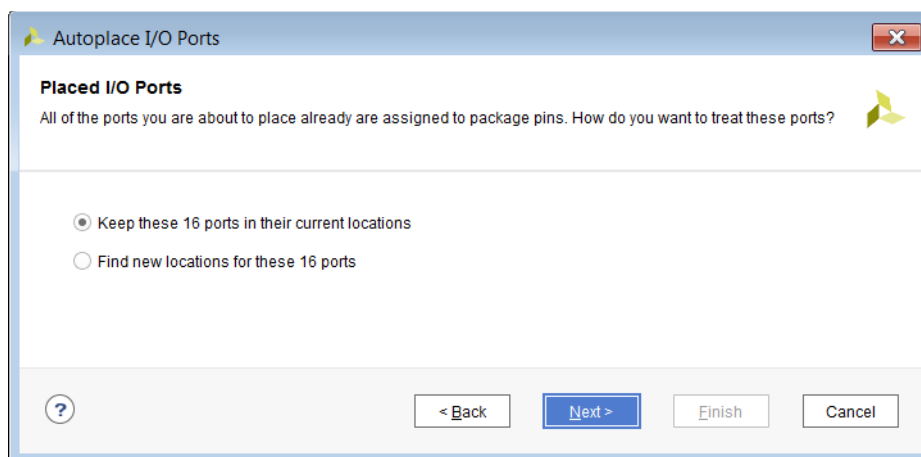 Autoplace I/O Ports
Placed I/O Ports
All of the ports you are about to place already are assigned to package pins. How do you want to treat these ports?
Keep these 16 ports in their current locations
Find new locations for these 16 ports
?
< Back
Next >
Finish
Cancel